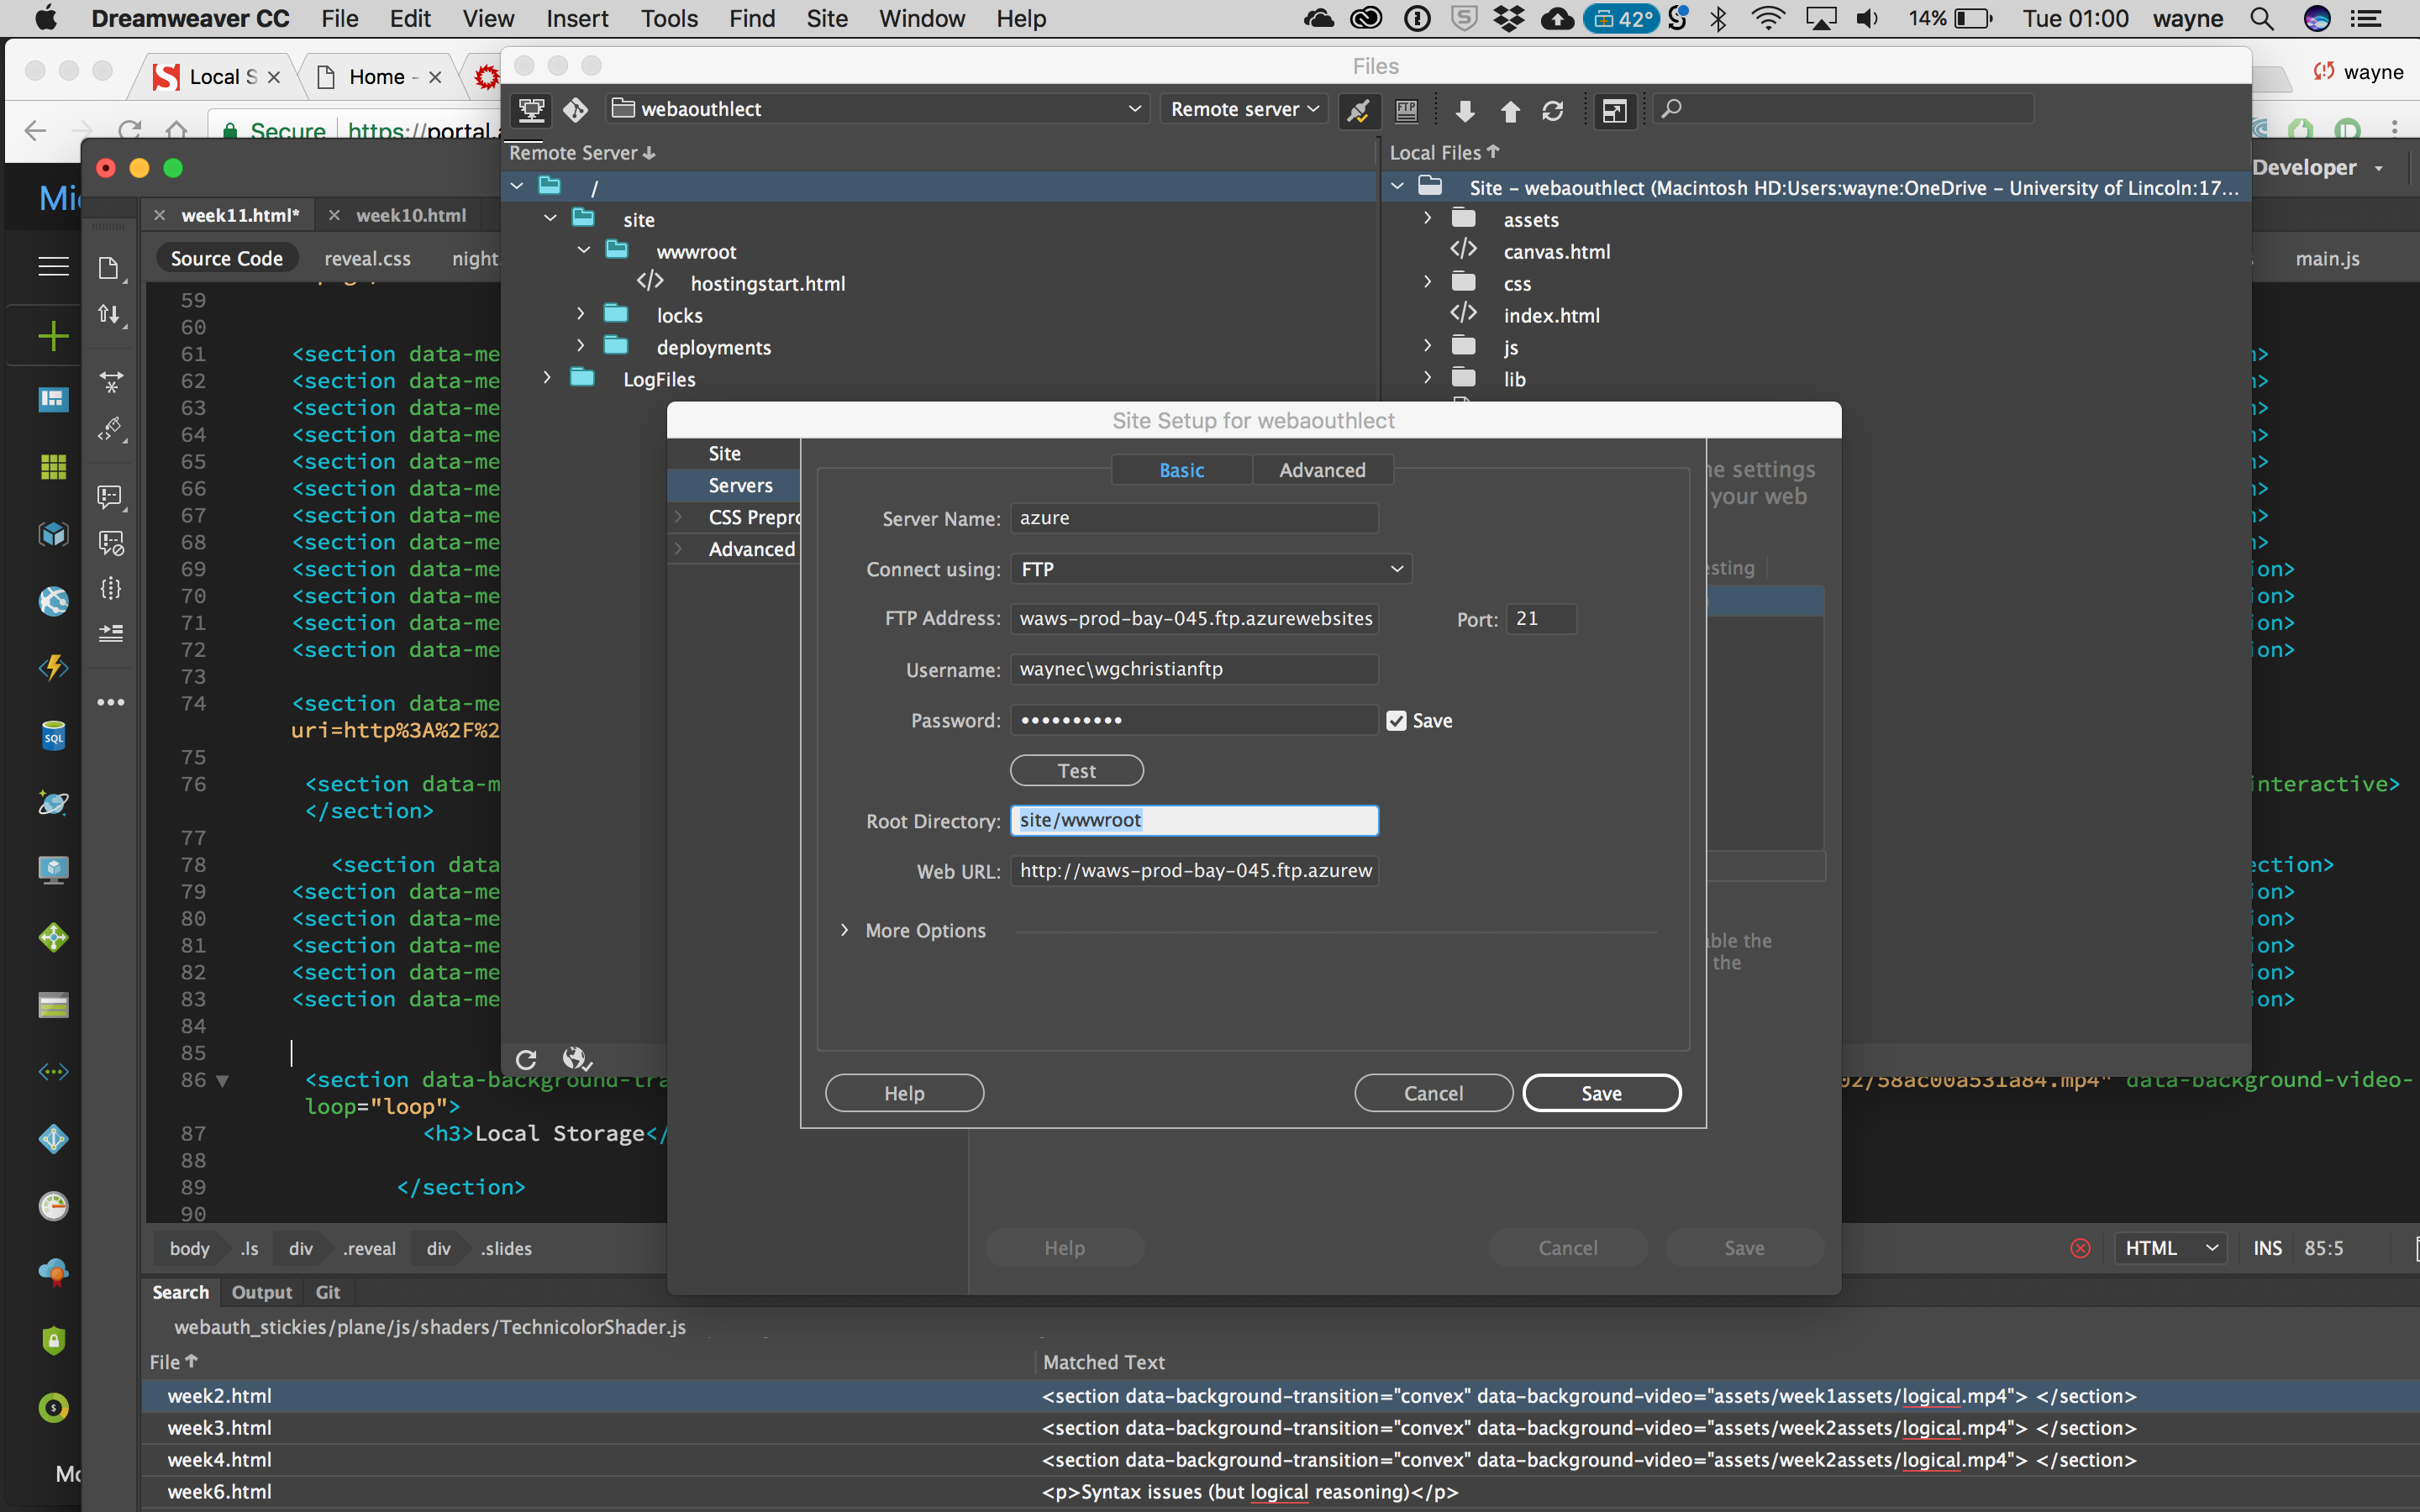 Dreamweaver CC File Edit View Insert Tools Find Site Window Help 42° 14% Tue 01:00 wayne
Local S Home - wayne
Files
Secure https://portal.a
webaouthlect Remote server FTP
Remote Server Local Files
Developer
/
Site - webaouthlect (Macintosh HD:Users:wayne:OneDrive - University of Lincoln:17...
site
wwwroot
hostingstart.html
locks
deployments
LogFiles
assets
canvas.html
css
index.html
js
lib
week11.html* week10.html
Source Code reveal.css night main.js
59
60
61 <section data-me
62 <section data-me
63 <section data-me
64 <section data-me
65 <section data-me
66 <section data-me
67 <section data-me
68 <section data-me
69 <section data-me ion>
70 <section data-me ion>
71 <section data-me ion>
72 <section data-me ion>
73
74 <section data-me
uri=http%3A%2F%2
75
76 <section data-m interactive>
</section>
77
78 <section data ection>
79 <section data-me ion>
80 <section data-me ion>
81 <section data-me ion>
82 <section data-me ion>
83 <section data-me ion>
84
85
86 <section data-background-tra 02/58ac00a531a84.mp4" data-background-video-
loop="loop">
87 <h3>Local Storage</
88
89 </section>
90
Site Setup for webaouthlect
Site
Servers
CSS Prepro
Advanced
Basic Advanced
ne settings
your web
esting
Server Name: azure
Connect using: FTP
FTP Address: waws-prod-bay-045.ftp.azurewebsites Port: 21
Username: waynec\wgchristianftp
Password: •••••••••• Save
Test
Root Directory: site/wwwroot
Web URL: http://waws-prod-bay-045.ftp.azurew
More Options
ble the
the
Help Cancel Save
Help Cancel Save
body .ls div .reveal div .slides
HTML INS 85:5
Search Output Git
webauth_stickies/plane/js/shaders/TechnicolorShader.js
File Matched Text
week2.html <section data-background-transition="convex" data-background-video="assets/week1assets/logical.mp4"> </section>
week3.html <section data-background-transition="convex" data-background-video="assets/week2assets/logical.mp4"> </section>
week4.html <section data-background-transition="convex" data-background-video="assets/week2assets/logical.mp4"> </section>
week6.html <p>Syntax issues (but logical reasoning)</p>
Mic
SQL
Mo